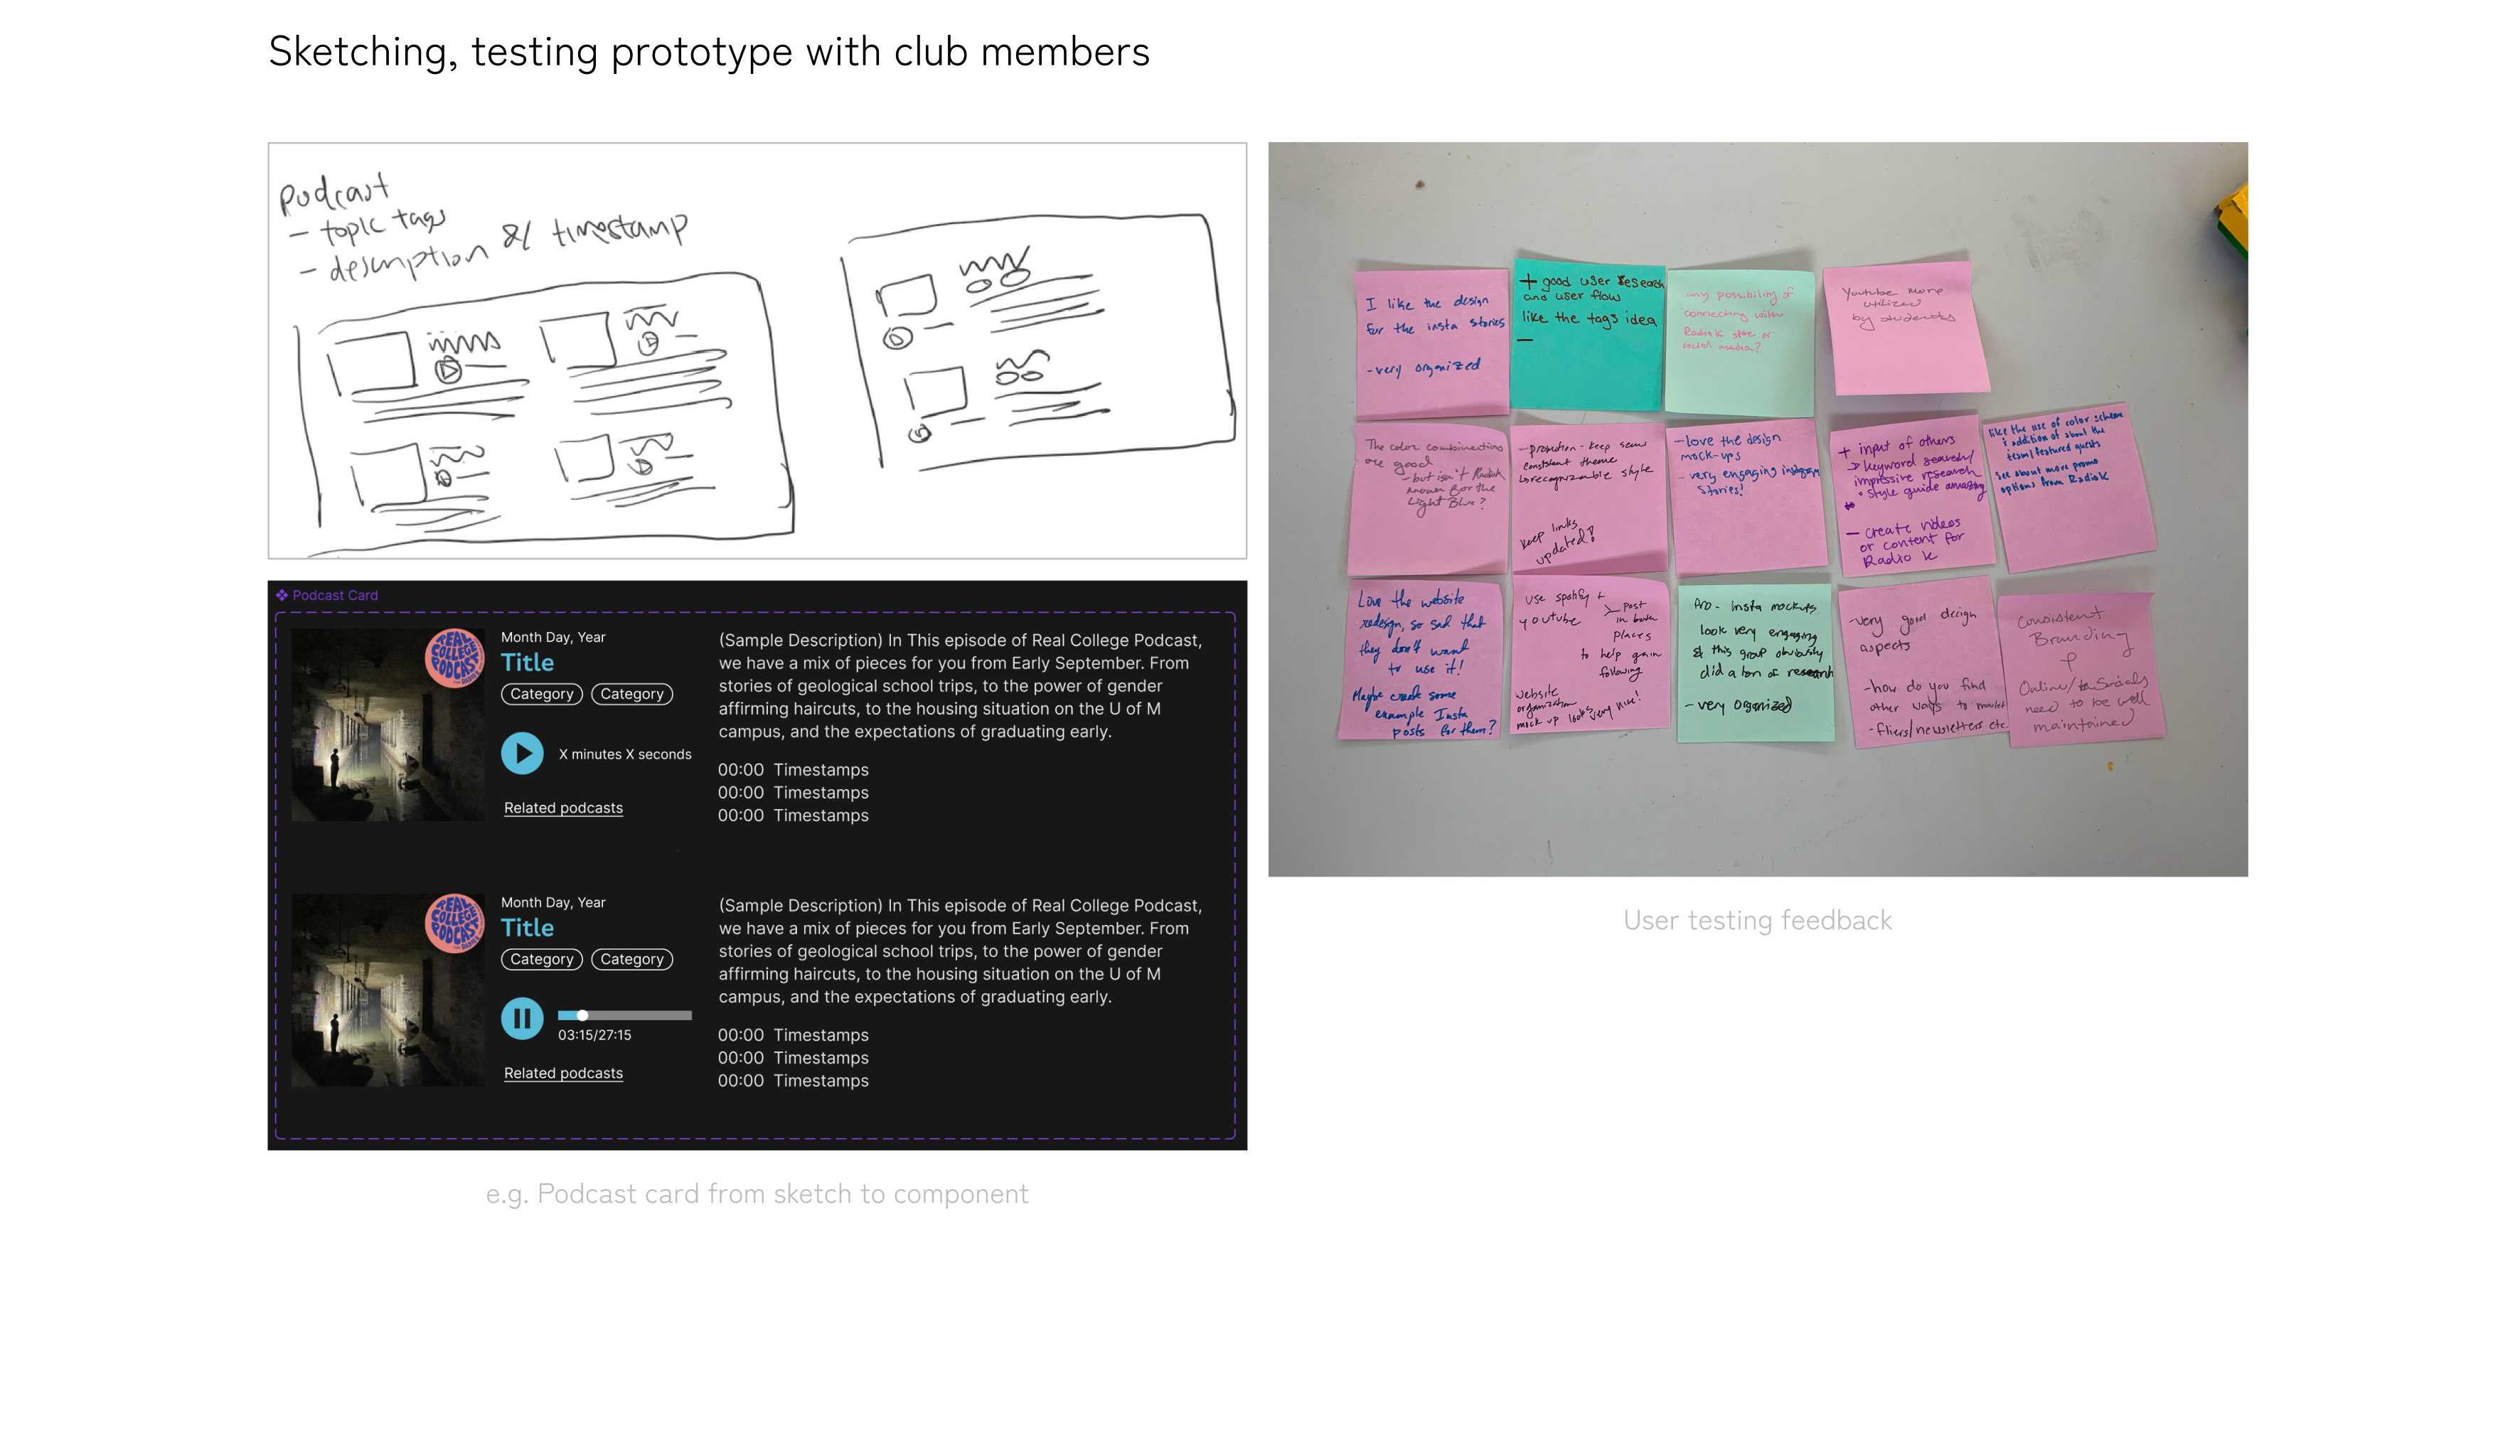 Sketching, testing prototype with club members
Podcast
- topic tags
- description & timestamp
Podcast Card
REAL COLLEGE PODCAST
Month Day, Year
Title
Category Category
X minutes X seconds
Related podcasts
(Sample Description) In This episode of Real College Podcast,
we have a mix of pieces for you from Early September. From
stories of geological school trips, to the power of gender
affirming haircuts, to the housing situation on the U of M
campus, and the expectations of graduating early.
00:00 Timestamps
00:00 Timestamps
00:00 Timestamps
REAL COLLEGE PODCAST
Month Day, Year
Title
Category Category
03:15/27:15
Related podcasts
(Sample Description) In This episode of Real College Podcast,
we have a mix of pieces for you from Early September. From
stories of geological school trips, to the power of gender
affirming haircuts, to the housing situation on the U of M
campus, and the expectations of graduating early.
00:00 Timestamps
00:00 Timestamps
00:00 Timestamps
e.g. Podcast card from sketch to component
I like the design
for the insta stories
- very organized
+ good user research
and user flow
like the tags idea
-
any possibility of
connecting with
Radio K site or
social media?
Youtube more
utilized
by students
The color combinations
are good
- but isn't RadioK
known for the
Light Blue?
- promotion - keep same
consistent theme
↳ recognizable style
keep links
updated!
- love the design
mock-ups
- very engaging instagram
stories!
+ input of others
> keyword search/
impressive research
• style guide amazing
- create videos
or content for
Radio K
like the use of color scheme
& addition of about the
team/featured guests
See about more promo
options from RadioK
Love the website
redesign, so sad that
they don't want
to use it!
Maybe create some
example Insta
posts for them?
Use spotify +
youtube
> Post
in both
places
to help gain
following
website
organization
mock up looks very nice!
Pro - Insta mockups
look very engaging
& this group obviously
did a ton of research
- very organized
- very good design
aspects
- how do you find
other ways to market
- fliers/newsletters etc.
Consistent
Branding
Online/ Socials
need to be well
maintained
User testing feedback